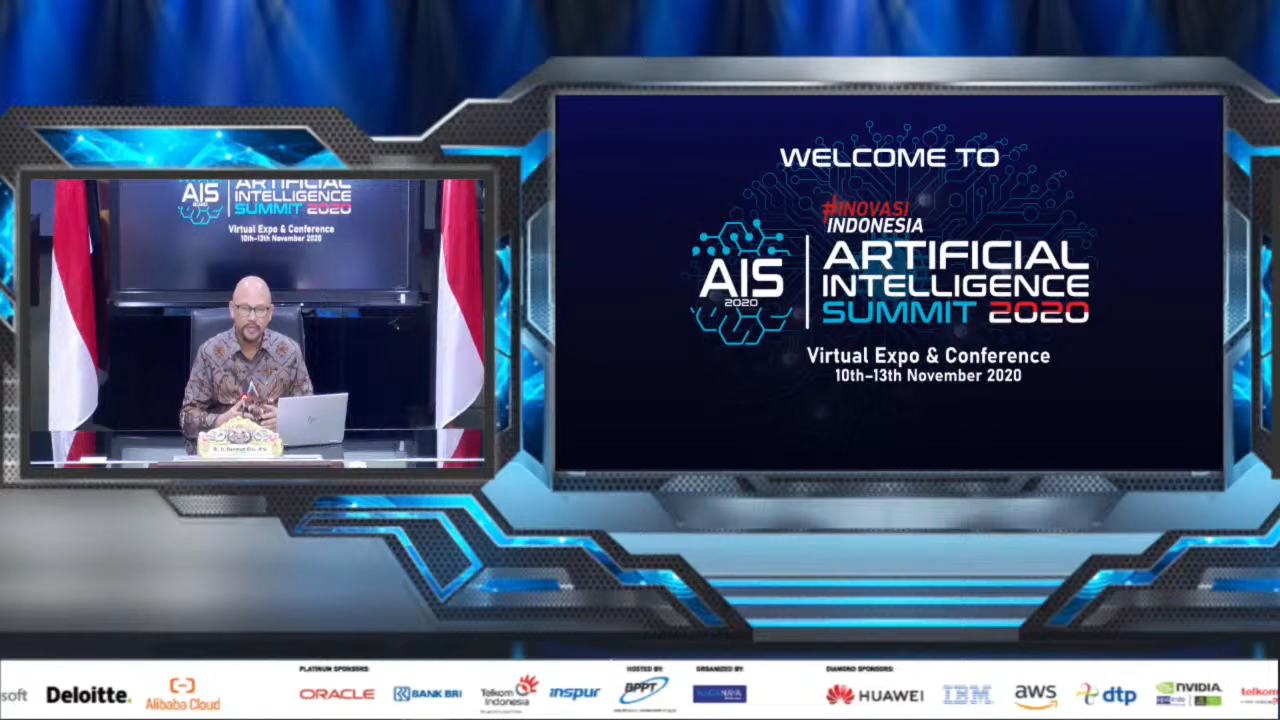 ARTIFICIAL
AIS
INTELLIGENCE
SUMMIT 2020
Virtual Expo & Conference
10th-13th November 2020
WELCOME TO
#INOVASI
INDONESIA
AIS
2020
ARTIFICIAL
INTELLIGENCE
SUMMIT 2020
Virtual Expo & Conference
10th–13th November 2020
PLATINUM SPONSORS:
HOSTED BY:
ORGANIZED BY:
DIAMOND SPONSORS:
soft
Deloitte.
Alibaba Cloud
ORACLE
BANK BRI
Telkom
Indonesia
inspur
BPPT
HUAWEI
IBM
aws
dtp
NVIDIA.
telkom